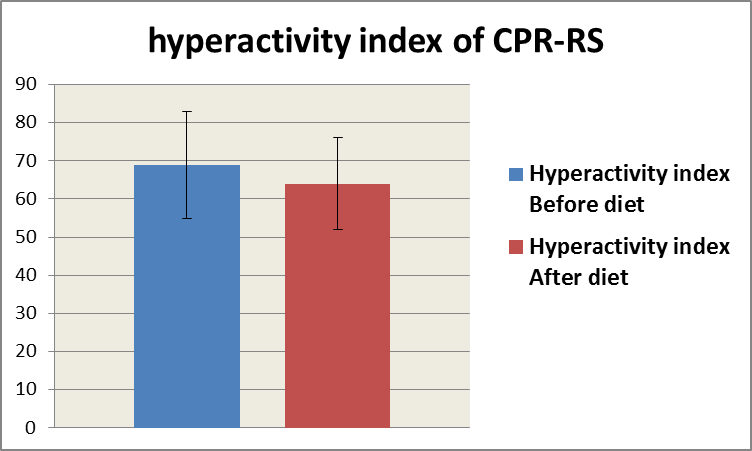 hyperactivity index of CPR-RS
90
80
70
60
50
40
30
20
10
0
Hyperactivity index
Before diet
Hyperactivity index
After diet